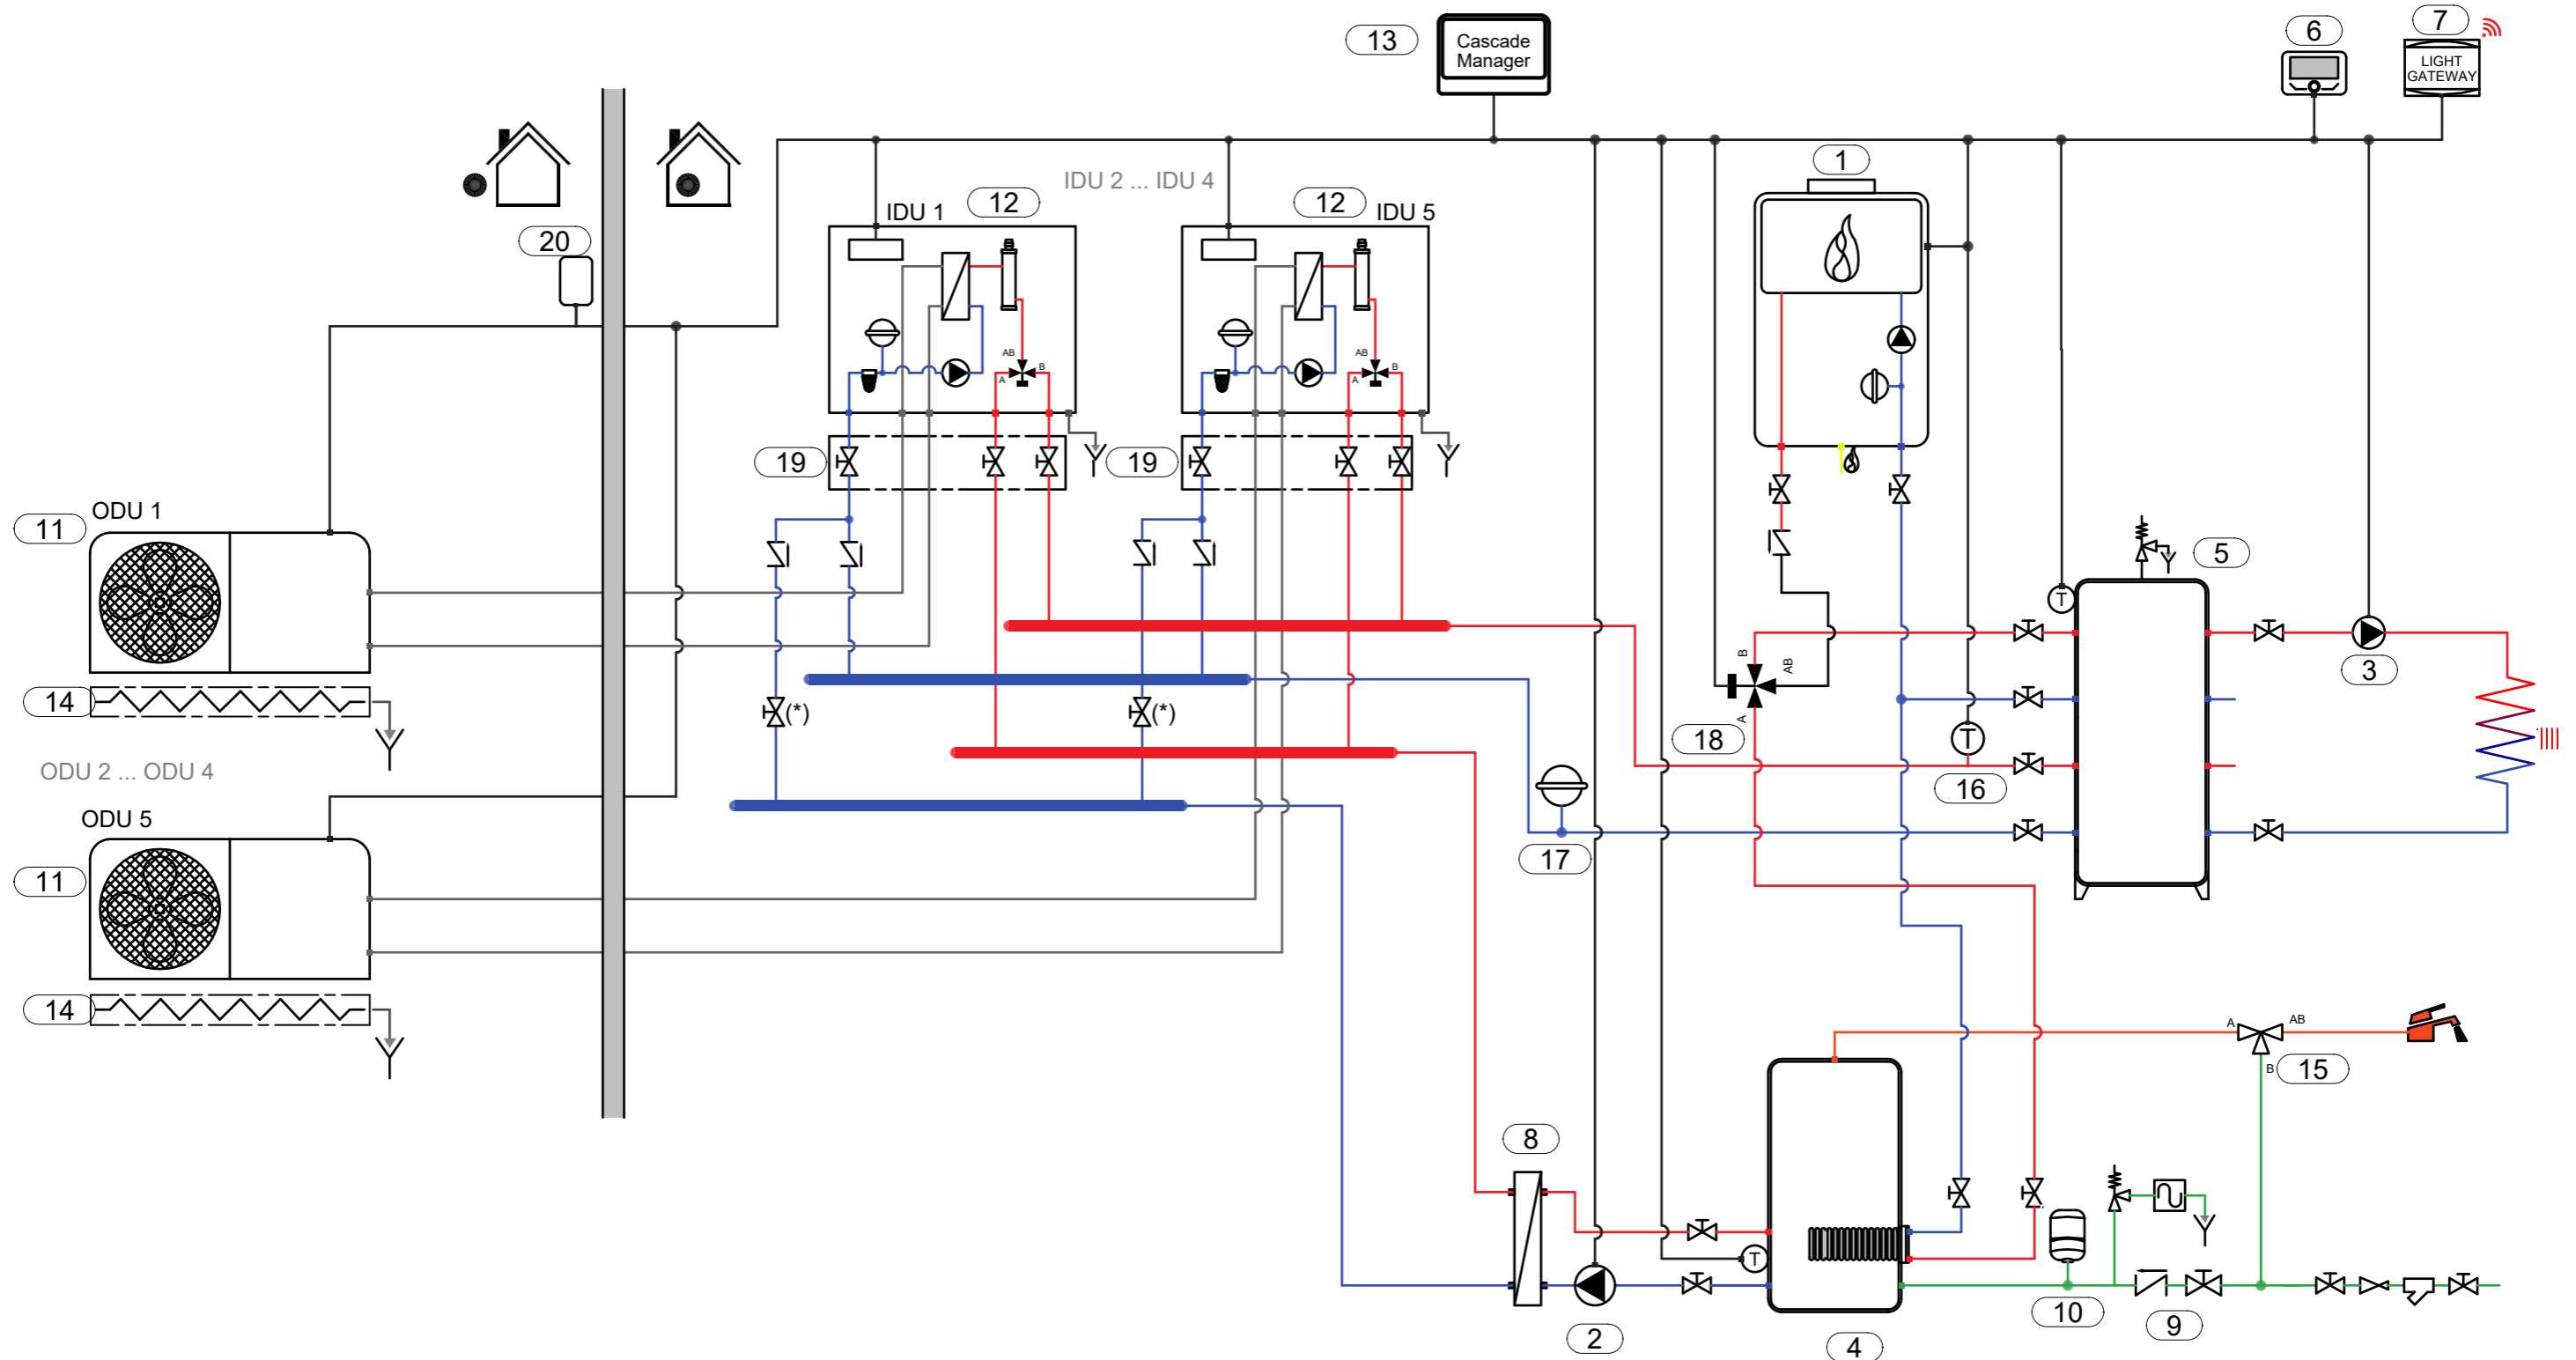 13
Cascade
Manager
6
7
LIGHT
GATEWAY
1
IDU 2 ... IDU 4
IDU 1
12
12
IDU 5
20
AB
A
B
AB
A
B
19
19
ODU 1
11
5
T
B
AB
3
14
(*)
(*)
A
18
T
16
ODU 2 ... ODU 4
ODU 5
17
11
14
A
AB
B
15
8
T
10
9
2
4